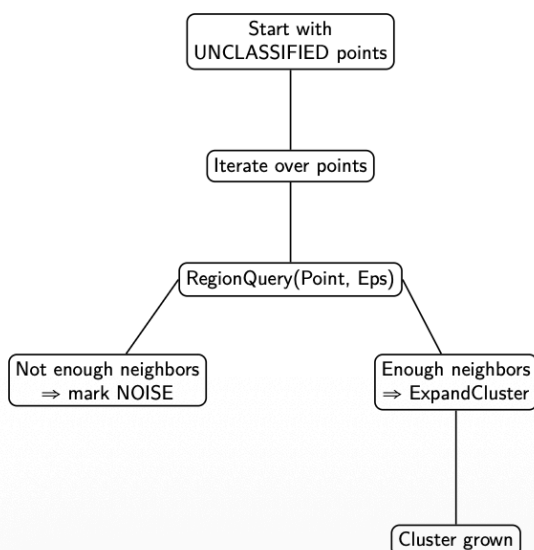 Start with
UNCLASSIFIED points
Iterate over points
RegionQuery(Point, Eps)
Not enough neighbors
⇒ mark NOISE
Enough neighbors
⇒ ExpandCluster
Cluster grown